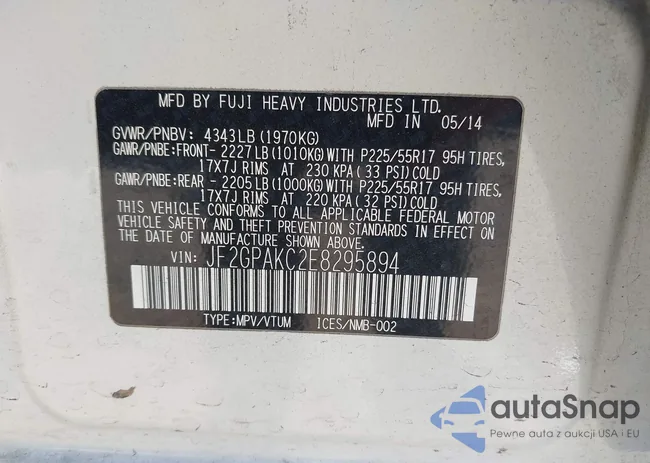 MFD BY FUJI HEAVY INDUSTRIES LTD.
MFD IN 05/14
GVWR/PNBV: 4343LB (1970KG)
GAWR/PNBE: FRONT- 2227LB (1010KG) WITH P225/55R17 95H TIRES,
17X7J RIMS AT 230 KPA (33 PSI) COLD
GAWR/PNBE: REAR - 2205LB (1000KG) WITH P225/55R17 95H TIRES,
17X7J RIMS AT 220 KPA (32 PSI) COLD
THIS VEHICLE CONFORMS TO ALL APPLICABLE FEDERAL MOTOR
VEHICLE SAFETY AND THEFT PREVENTION STANDARDS IN EFFECT ON
THE DATE OF MANUFACTURE SHOWN ABOVE.
VIN: JF2GPAKC2E8295894
TYPE:MPV/VTUM ICES/NMB-002
autaSnap
Pewne auta z aukcji USA i EU